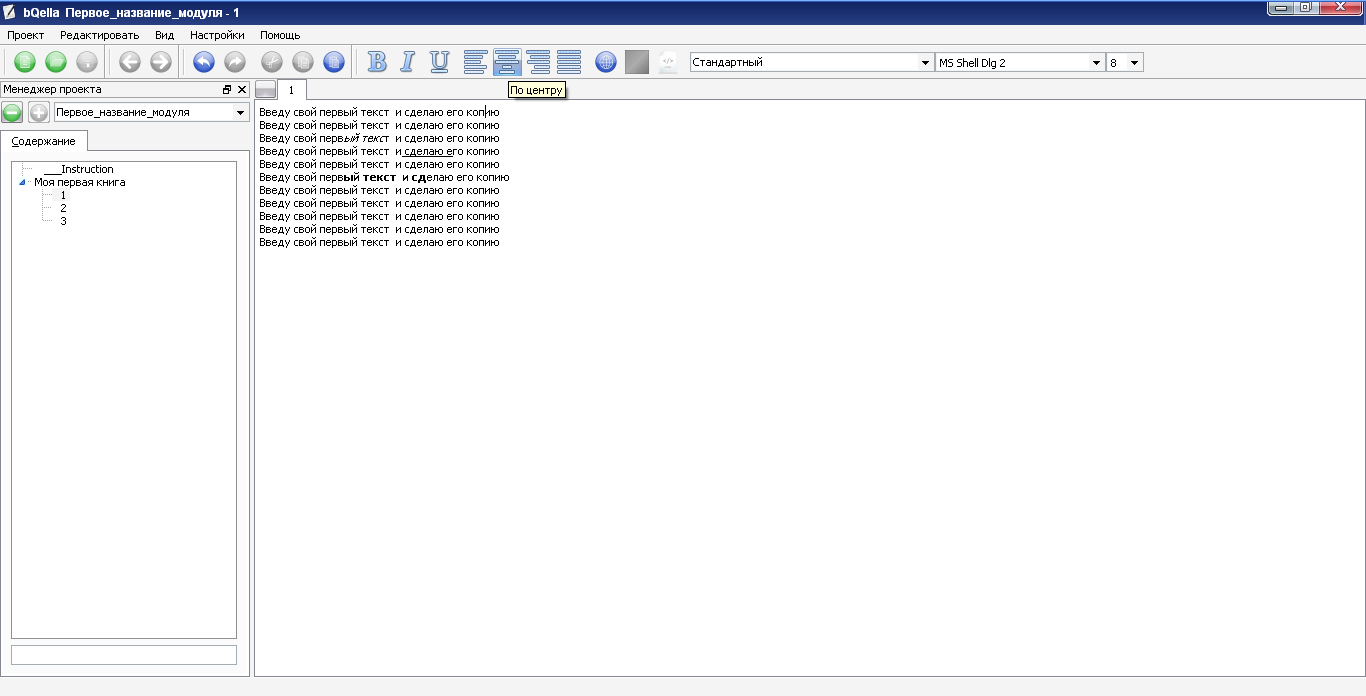 bQella Первое_название_модуля - 1
Проект Редактировать Вид Настройки Помощь
B I U Стандартный MS Shell Dlg 2 8
Менеджер проекта
1
По центру
Первое_название_модуля
Содержание
___Instruction
Моя первая книга
1
2
3
Введу свой первый текст и сделаю его копию
Введу свой первый текст и сделаю его копию
Введу свой первый текст и сделаю его копию
Введу свой первый текст и сделаю его копию
Введу свой первый текст и сделаю его копию
Введу свой первый текст и сделаю его копию
Введу свой первый текст и сделаю его копию
Введу свой первый текст и сделаю его копию
Введу свой первый текст и сделаю его копию
Введу свой первый текст и сделаю его копию
Введу свой первый текст и сделаю его копию